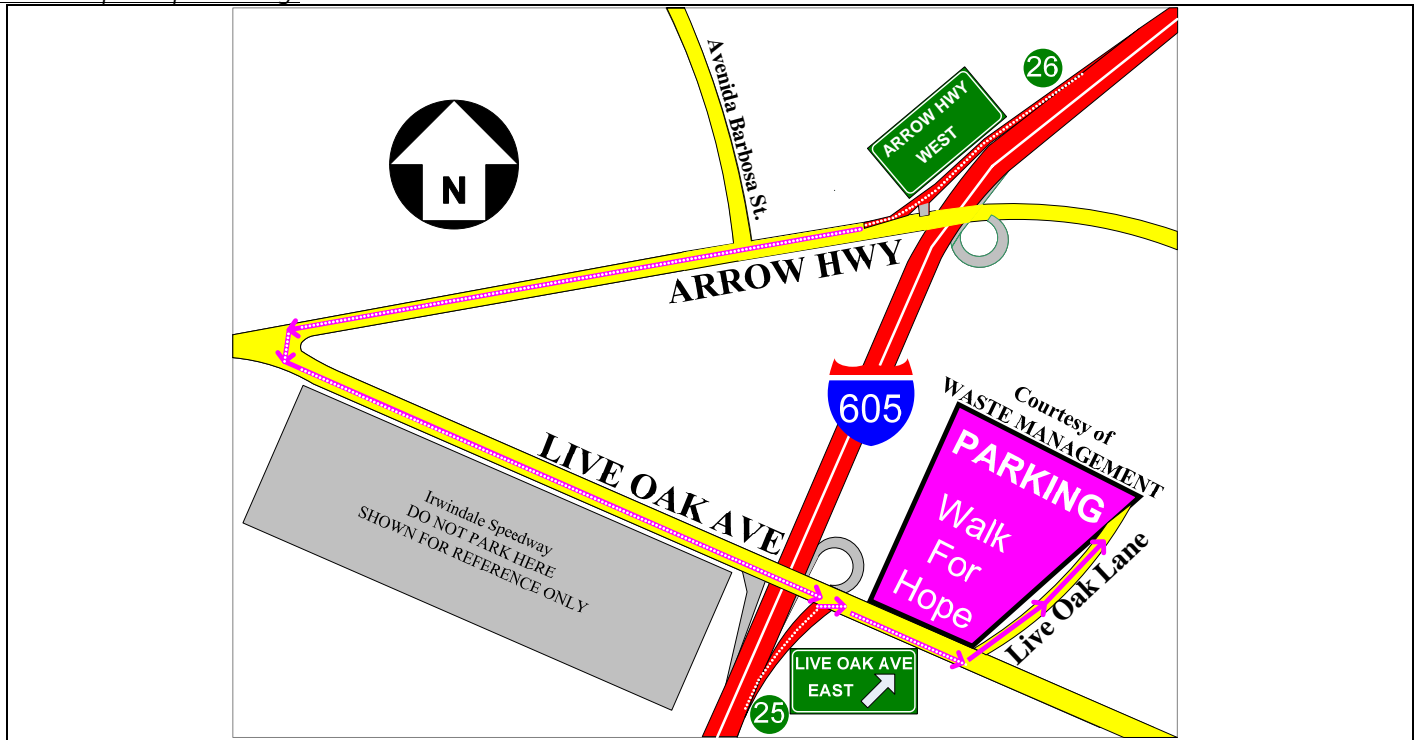 Avenida Barbosa St.
26
ARROW HWY
WEST
N
ARROW HWY
605
Courtesy of
WASTE MANAGEMENT
PARKING
Walk
For
Hope
LIVE OAK AVE
Irwindale Speedway
DO NOT PARK HERE
SHOWN FOR REFERENCE ONLY
Live Oak Lane
LIVE OAK AVE
EAST
25